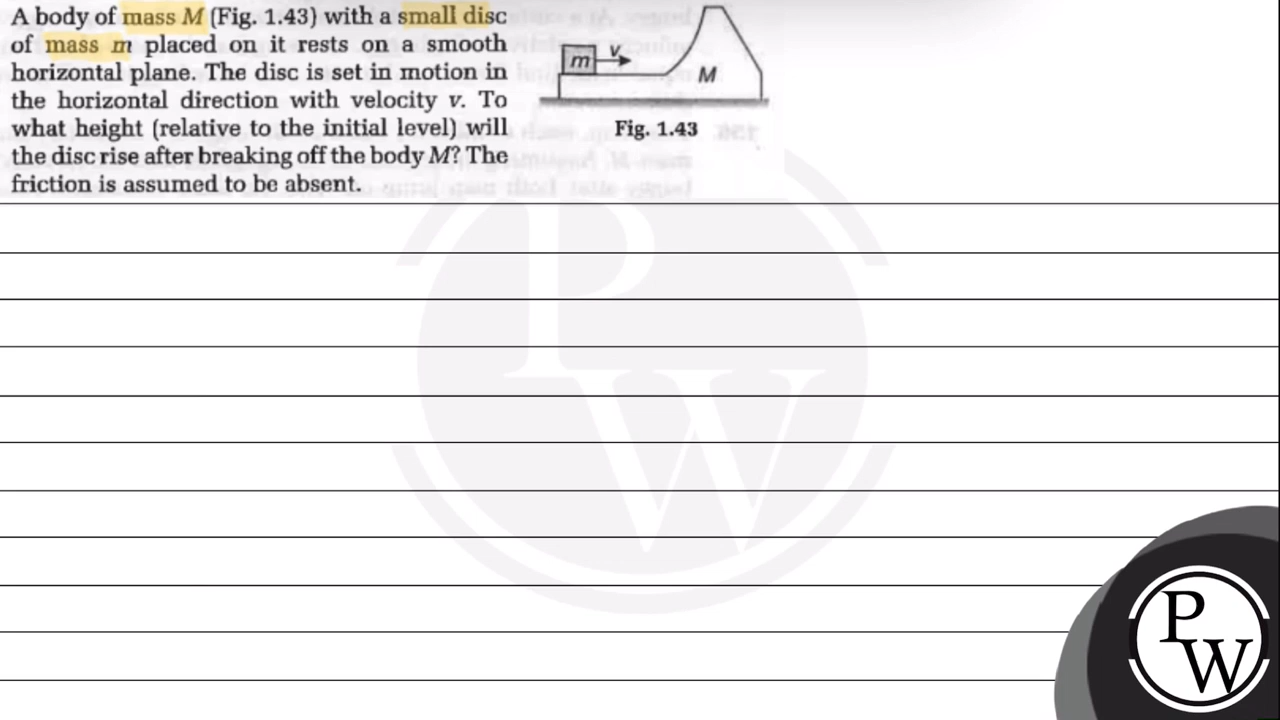 A body of mass M (Fig. 1.43) with a small disc
of mass m placed on it rests on a smooth
horizontal plane. The disc is set in motion in
the horizontal direction with velocity v. To
what height (relative to the initial level) will
the disc rise after breaking off the body M? The
friction is assumed to be absent.
m v
M
Fig. 1.43
P
W
P
W